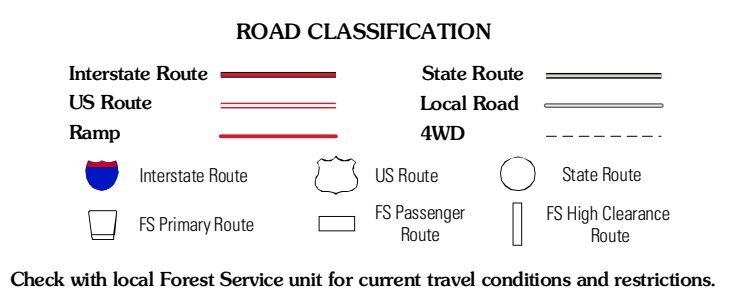 ROAD CLASSIFICATION
Interstate Route
State Route
US Route
Local Road
Ramp
4WD
Interstate Route
US Route
State Route
FS Primary Route
FS Passenger
Route
FS High Clearance
Route
Check with local Forest Service unit for current travel conditions and restrictions.